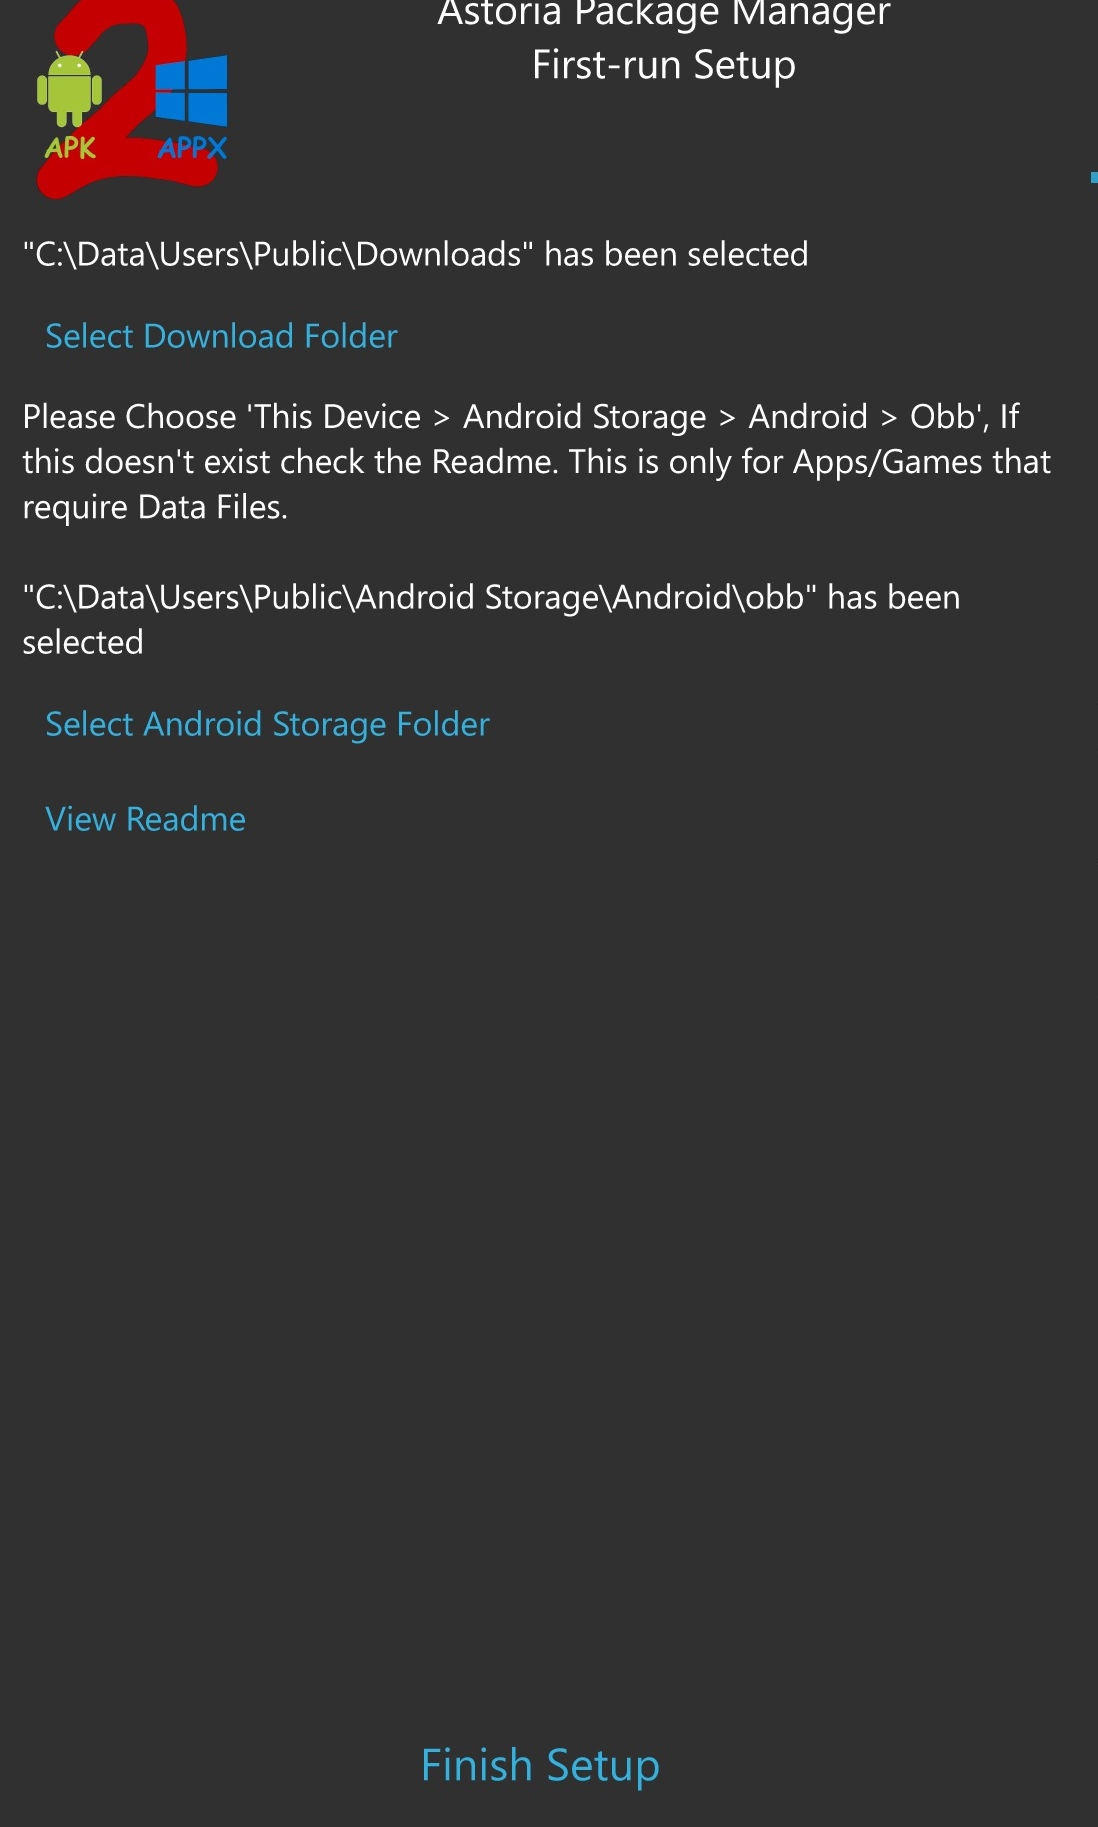 Astoria Package Manager
First-run Setup
2
APK
APPX
"C:\Data\Users\Public\Downloads" has been selected
Select Download Folder
Please Choose 'This Device > Android Storage > Android > Obb', If
this doesn't exist check the Readme. This is only for Apps/Games that
require Data Files.
"C:\Data\Users\Public\Android Storage\Android\obb" has been
selected
Select Android Storage Folder
View Readme
Finish Setup